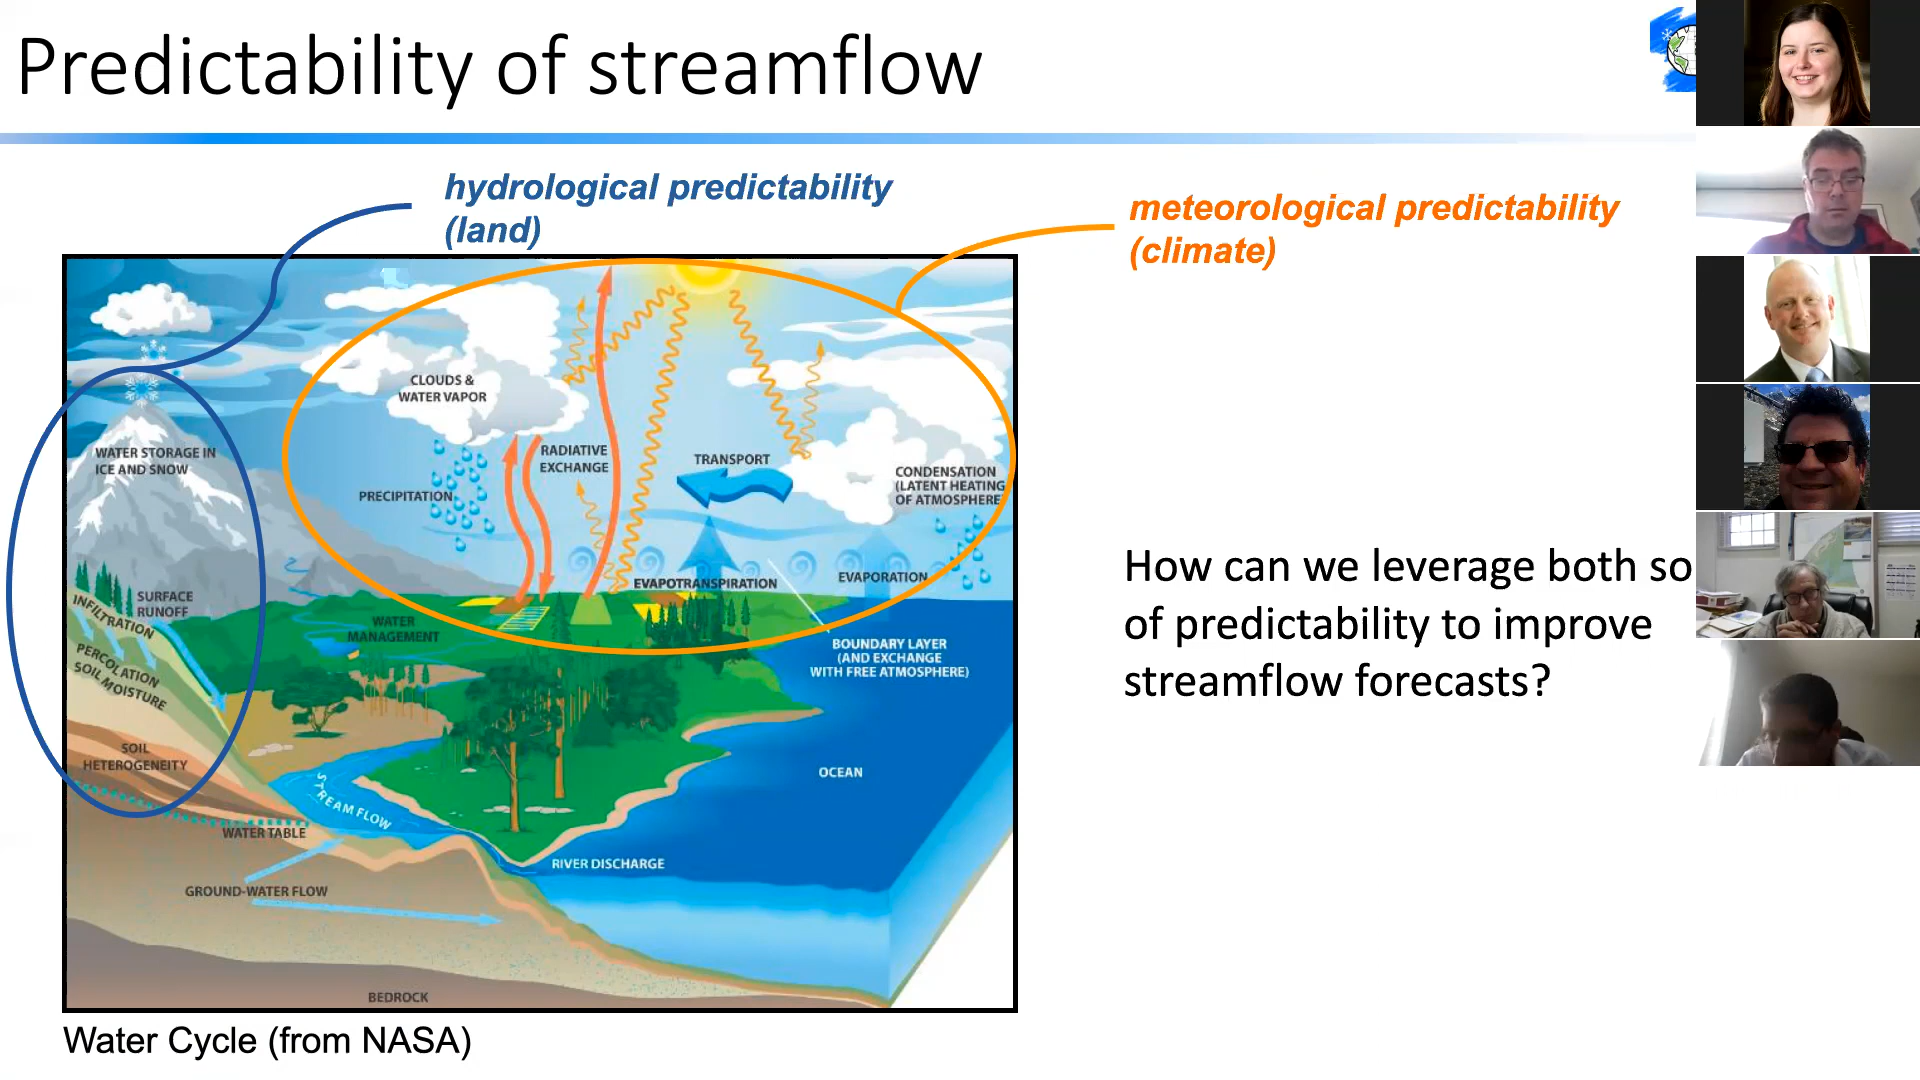 Predictability of streamflow
hydrological predictability
(land)
meteorological predictability
(climate)
CLOUDS &
WATER VAPOR
WATER STORAGE IN
ICE AND SNOW
PRECIPITATION
RADIATIVE
EXCHANGE
TRANSPORT
CONDENSATION
(LATENT HEATING
OF ATMOSPHERE
EVAPOTRANSPIRATION
EVAPORATION
SURFACE
RUNOFF
INFILTRATION
WATER
MANAGEMENT
PERCOLATION
SOIL MOISTURE
BOUNDARY LAYER
(AND EXCHANGE
WITH FREE ATMOSPHERE)
SOIL
HETEROGENEITY
OCEAN
STREAM FLOW
WATER TABLE
RIVER DISCHARGE
GROUND-WATER FLOW
BEDROCK
How can we leverage both so
of predictability to improve
streamflow forecasts?
Water Cycle (from NASA)